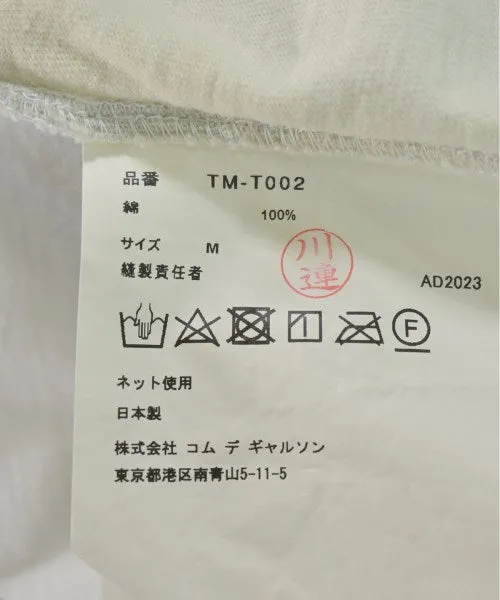 品番 TM-T002
綿 100%
サイズ M
縫製責任者
川連
AD2023
F
ネット使用
日本製
株式会社 コム デ ギャルソン
東京都港区南青山5-11-5